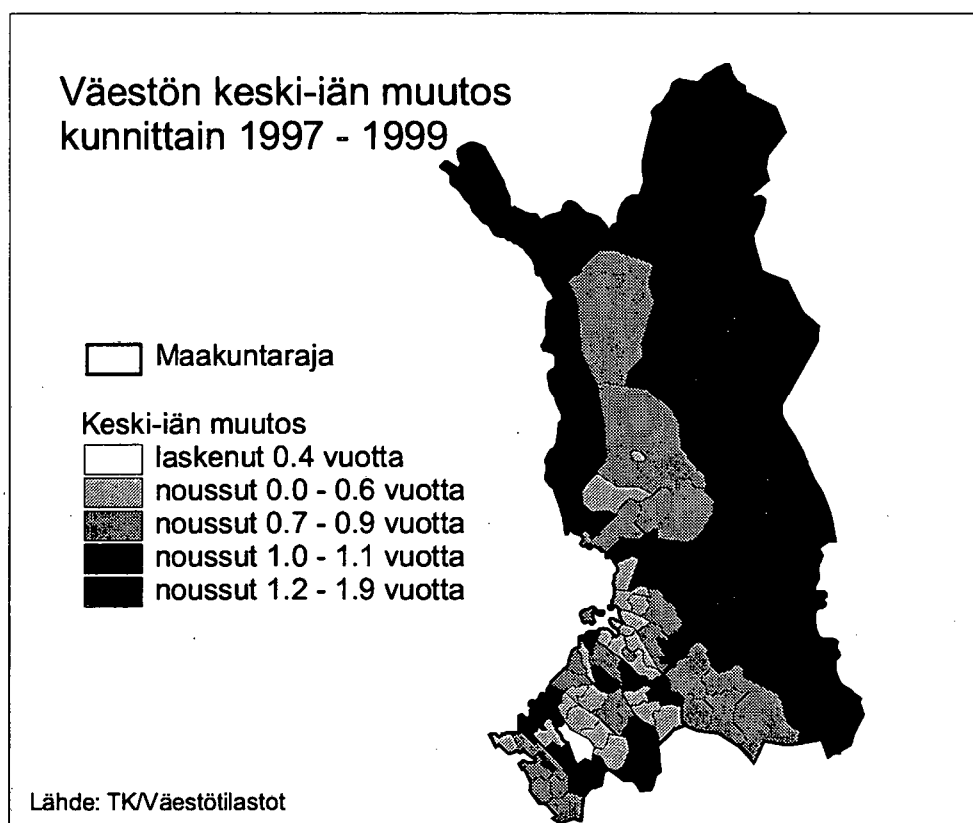 Väestön keski-iän muutos
kunnittain 1997 - 1999
Maakuntaraja
Keski-iän muutos
laskenut 0.4 vuotta
noussut 0.0 - 0.6 vuotta
noussut 0.7 - 0.9 vuotta
noussut 1.0 - 1.1 vuotta
noussut 1.2 - 1.9 vuotta
Lähde: TK/Väestötilastot